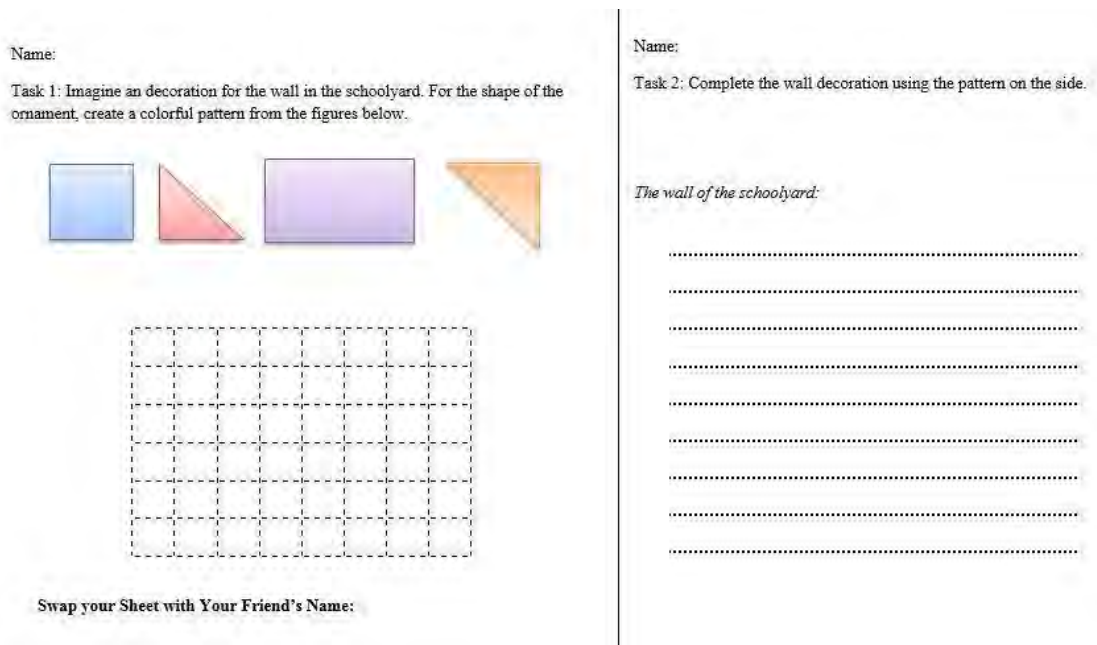 Name:
Task 1: Imagine an decoration for the wall in the schoolyard. For the shape of the
ornament, create a colorful pattern from the figures below.
Swap your Sheet with Your Friend's Name:
Name:
Task 2: Complete the wall decoration using the pattern on the side.
The wall of the schoolyard: